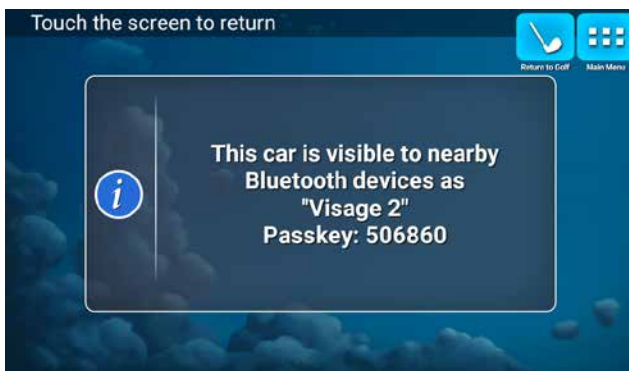 Touch the screen to return
Return to Golf
Main Menu
This car is visible to nearby
Bluetooth devices as
"Visage 2"
Passkey: 506860